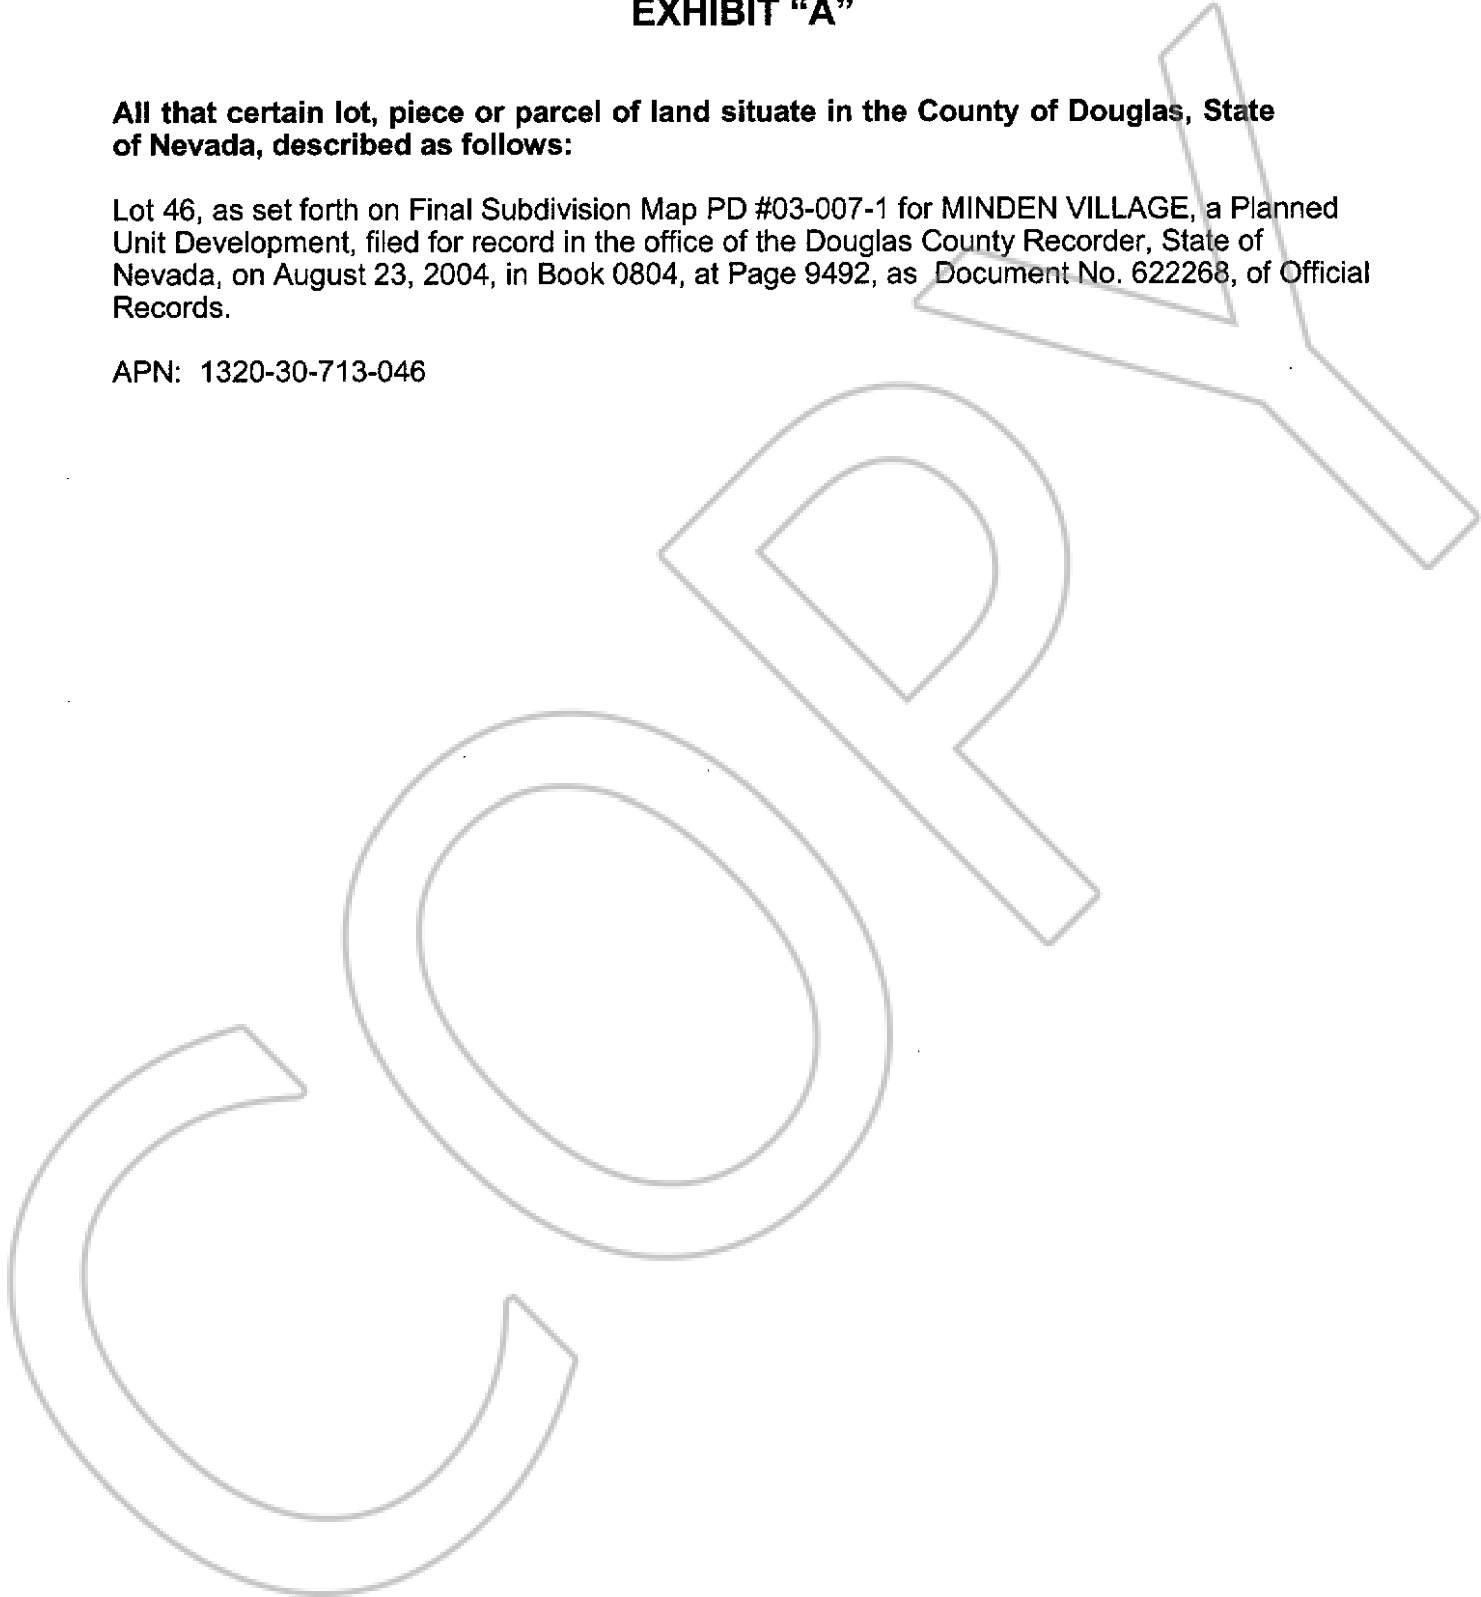 EXHIBIT “A”
All that certain lot, piece or parcel of land situate in the County of Douglas, State
of Nevada, described as follows:
Lot 46, as set forth on Final Subdivision Map PD #03-007-1 for MINDEN VILLAGE, a Planned
Unit Development, filed for record in the office of the Douglas County Recorder, State of
Nevada, on August 23, 2004, in Book 0804, at Page 9492, as Document No. 622268, of Official
Records.
APN: 1320-30-713-046
COPY